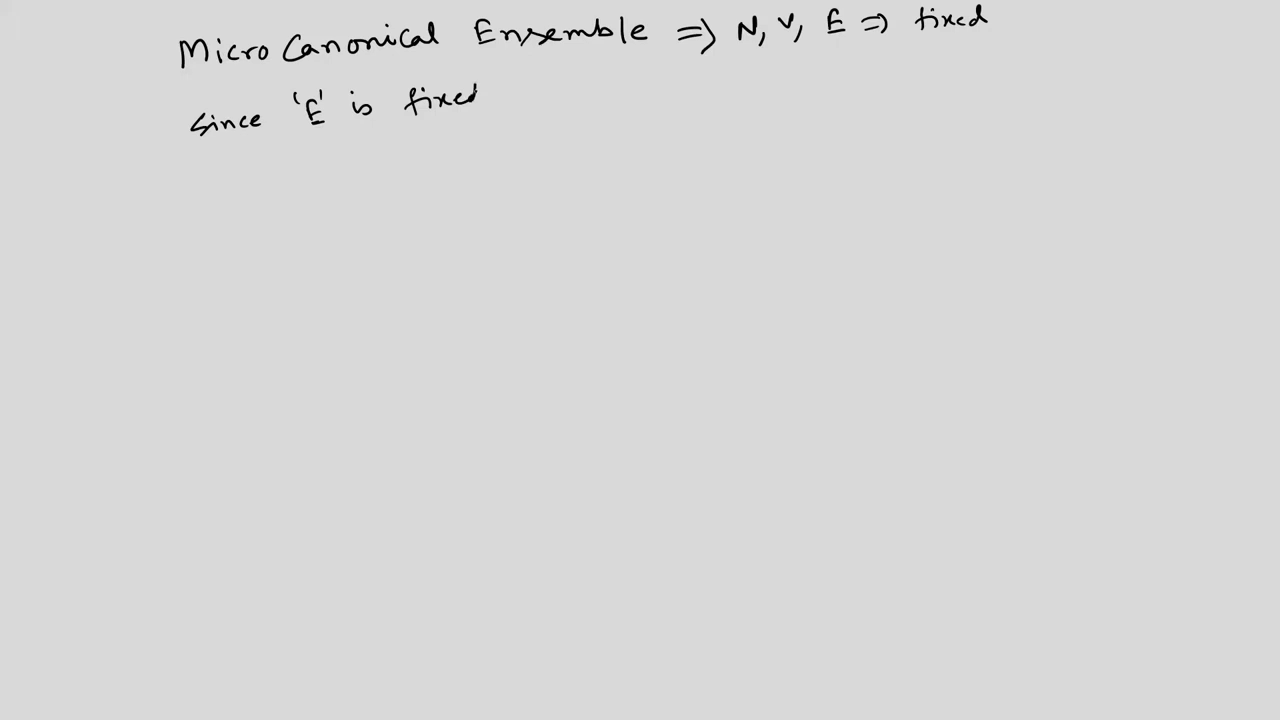 Micro Canonical Ensemble => N, V, E => fixed
since 'E' is fixed